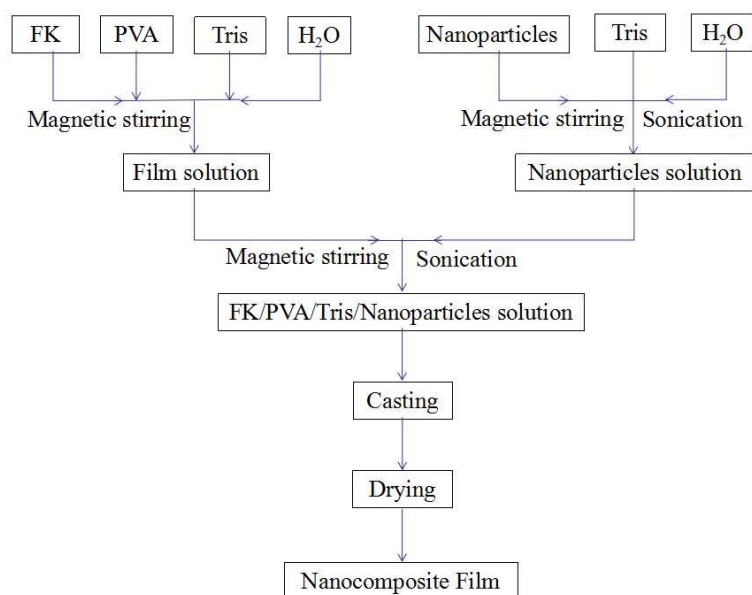 FK PVA Tris H₂O Nanoparticles Tris H₂O
Magnetic stirring Magnetic stirring Sonication
Film solution Nanoparticles solution
Magnetic stirring Sonication
FK/PVA/Tris/Nanoparticles solution
Casting
Drying
Nanocomposite Film